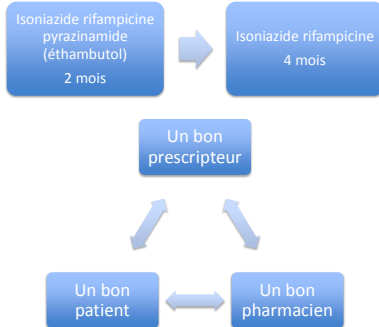 Isoniazide rifampicine
pyrazinamide
(éthambutol)
2 mois
Isoniazide rifampicine
4 mois
Un bon
prescripteur
Un bon
patient
Un bon
pharmacien